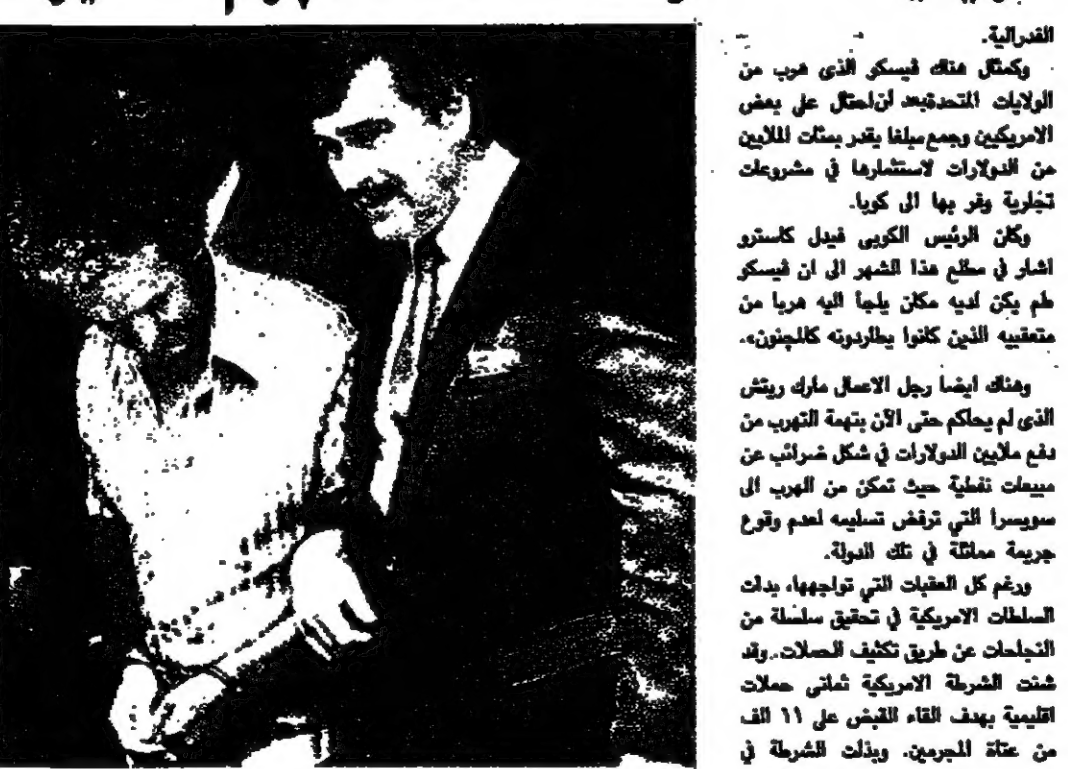 الفدرالية.
وكمثال هناك فيسكو الذى هرب من
الولايات المتحدة بعد ان احتال على بعض
الامريكيين وجمع مبلغا يقدر بمئات الملايين
من الدولارات لاستثمارها في مشروعات
تجارية وفر بها الى كوبا.
وكان الرئيس الكوبى فيدل كاسترو
اشار في مطلع هذا الشهر الى ان فيسكو
«لم يكن لديه مكان يلجأ اليه هربا من
متعقبيه الذين كانوا يطاردونه كالمجنون».
وهناك ايضا رجل الاعمال مارك ريتش
الذى لم يحاكم حتى الآن بتهمة التهرب من
دفع ملايين الدولارات في شكل ضرائب عن
مبيعات نفطية حيث تمكن من الهرب الى
سويسرا التي ترفض تسليمه لعدم وقوع
جريمة مماثلة في تلك الدولة.
ورغم كل العقبات التي تواجهها، بدات
السلطات الامريكية في تحقيق سلسلة من
النجاحات عن طريق تكثيف الحملات. وقد
شنت الشرطة الامريكية ثمانى حملات
اقليمية بهدف القاء القبض على ١١ الف
من عتاة المجرمين. وبذلت الشرطة في